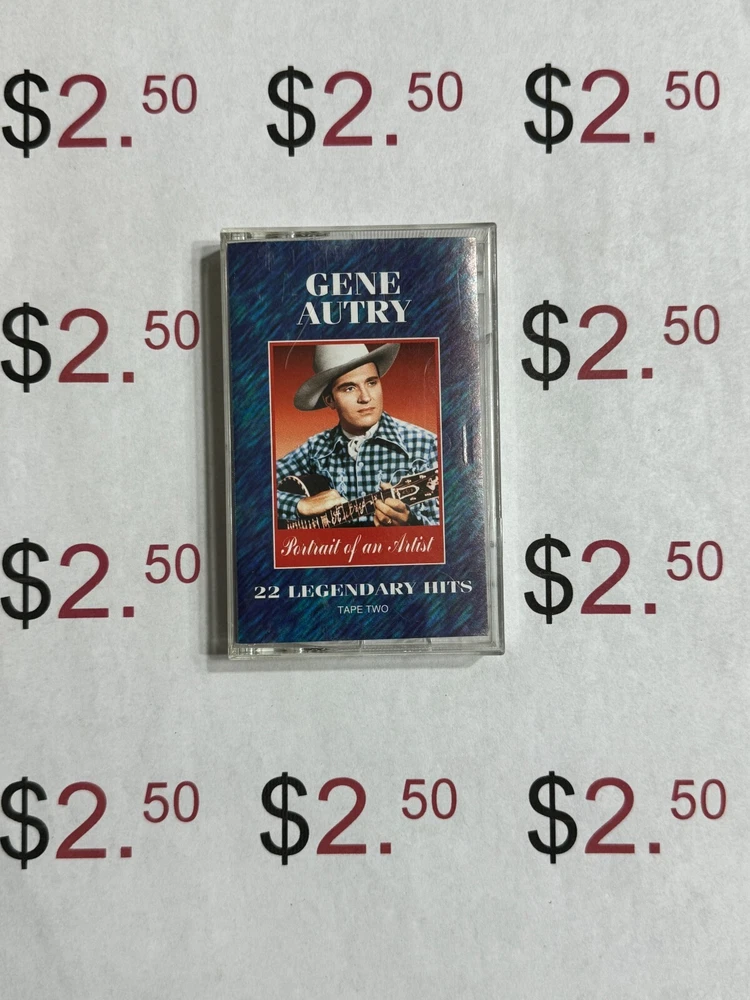 $2.50 $2.50 $2.50
GENE
AUTRY
$2.50 $2.50
Portrait of an Artist
$2.50 $2.50
22 LEGENDARY HITS
TAPE TWO
$2.50 $2.50 $2.50